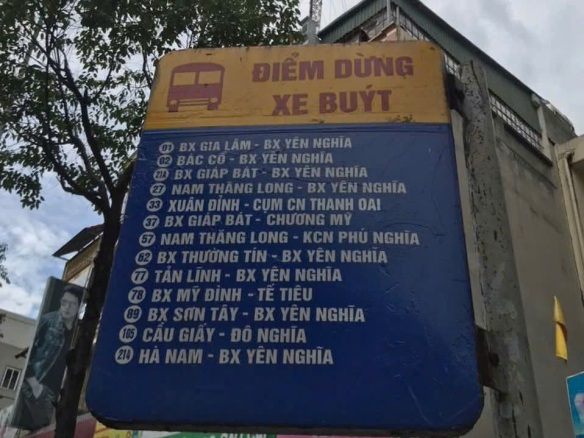 ĐIỂM DỪNG
XE BUÝT
01 BX GIA LÂM - BX YÊN NGHĨA
02 BÁC CỔ - BX YÊN NGHĨA
21A BX GIÁP BÁT - BX YÊN NGHĨA
27 NAM THĂNG LONG - BX YÊN NGHĨA
33 XUÂN ĐỈNH - CỤM CN THANH OAI
37 BX GIÁP BÁT - CHƯƠNG MỸ
57 NAM THĂNG LONG - KCN PHÚ NGHĨA
62 BX THƯỜNG TÍN - BX YÊN NGHĨA
77 TẢN LĨNH - BX YÊN NGHĨA
78 BX MỸ ĐÌNH - TẾ TIÊU
89 BX SƠN TÂY - BX YÊN NGHĨA
105 CẦU GIẤY - ĐÔ NGHĨA
214 HÀ NAM - BX YÊN NGHĨA